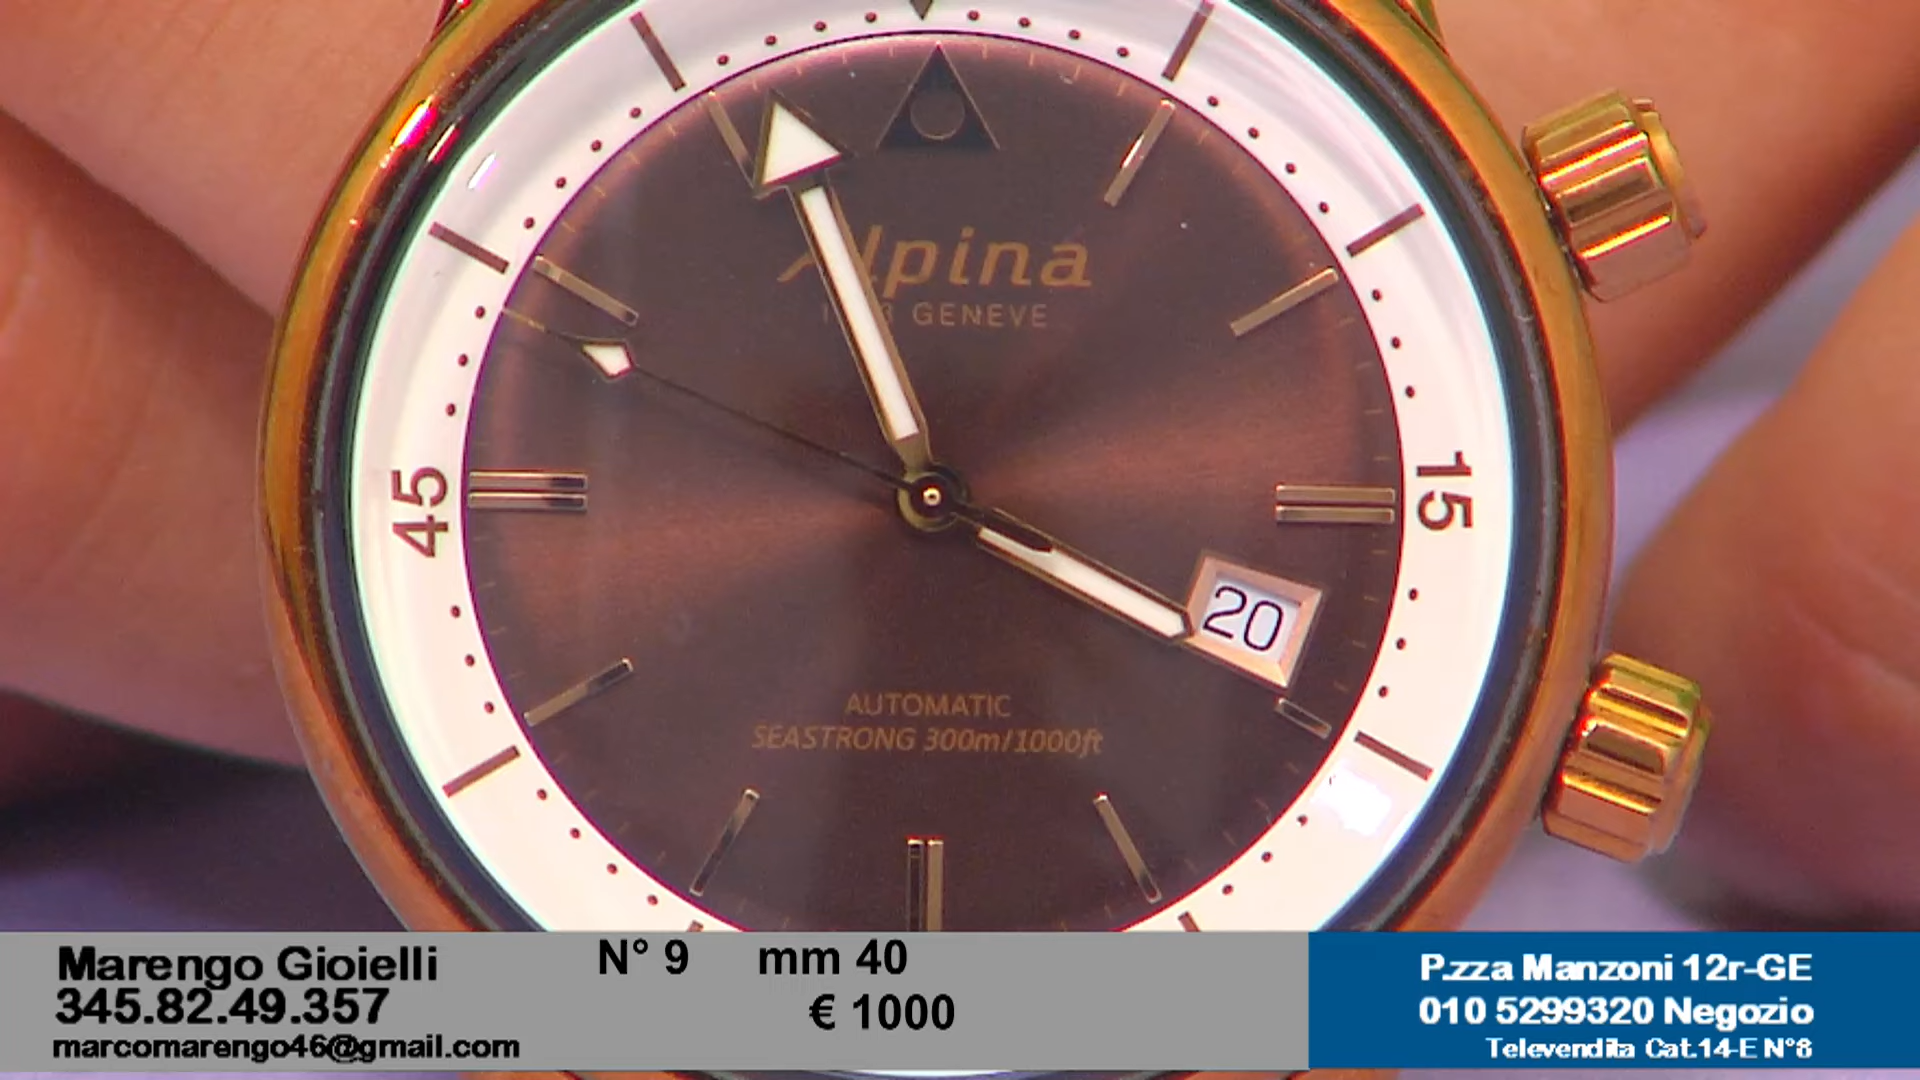 Alpina
GENEVE
45
15
20
AUTOMATIC
SEASTRONG 300m/1000ft
Marengo Gioielli
345.82.49.357
marcomarengo46@gmail.com
N° 9 mm 40
€ 1000
P.zza Manzoni 12r-GE
010 5299320 Negozio
Televendita Cat.14-E N°8